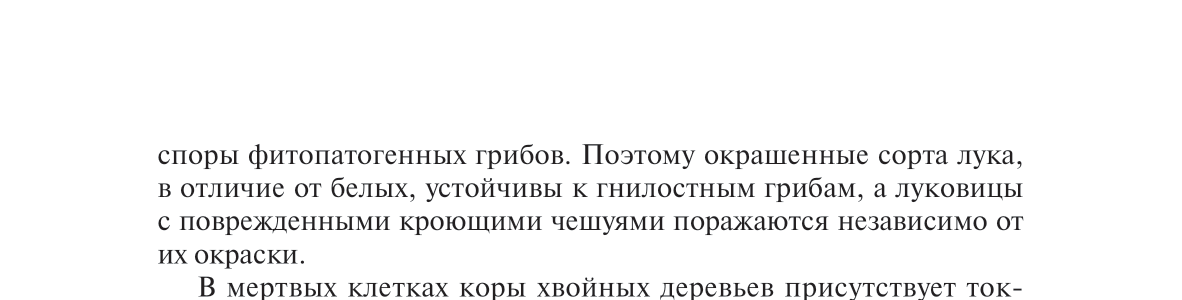 споры фитопатогенных грибов. Поэтому окрашенные сорта лука,
в отличие от белых, устойчивы к гнилостным грибам, а луковицы
с поврежденными кроющими чешуями поражаются независимо от
их окраски.
В мертвых клетках коры хвойных деревьев присутствует ток-